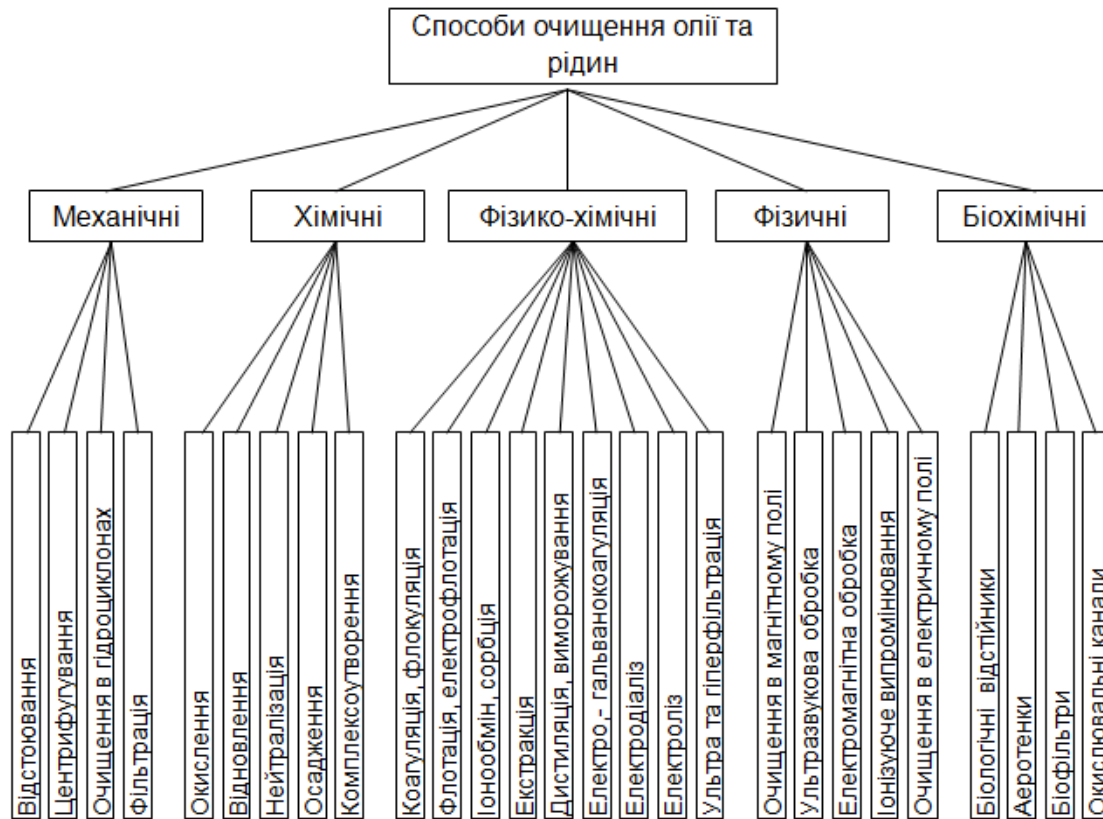 Способи очищення олії та
рідин
Механічні
Хімічні
Фізико-хімічні
Фізичні
Біохімічні
Відстоювання
Центрифугування
Очищення в гідроциклонах
Фільтрація
Окислення
Відновлення
Нейтралізація
Осадження
Комплексоутворення
Коагуляція, флокуляція
Флотація, електрофлотація
Іонообмін, сорбція
Екстракція
Дистиляція, виморожування
Електро,- гальванокоагуляція
Електродіаліз
Електроліз
Ультра та гіперфільтрація
Очищення в магнітному полі
Ультразвукова обробка
Електромагнітна обробка
Іонізуюче випромінювання
Очищення в електричному полі
Біологічні відстійники
Аеротенки
Біофільтри
Окислювальні канали